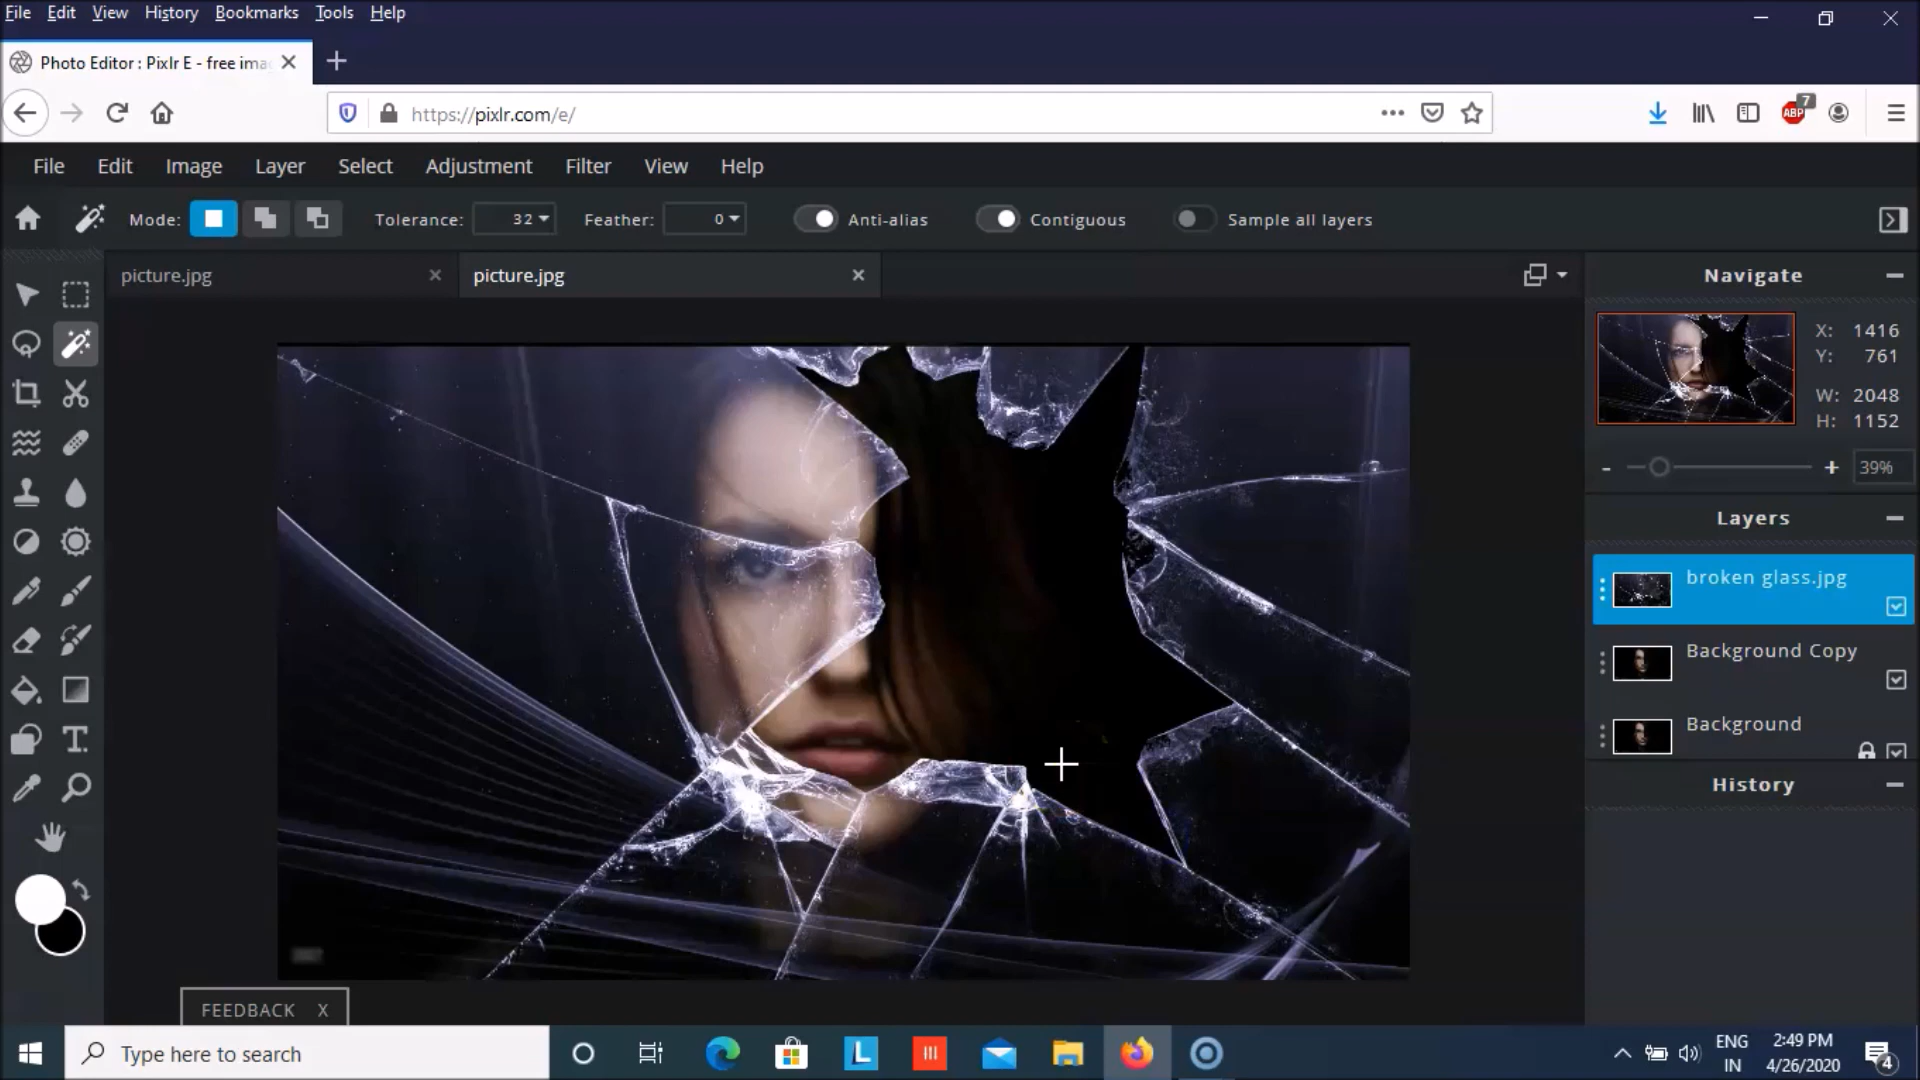 File Edit View History Bookmarks Tools Help
Photo Editor : Pixlr E - free ima
https://pixlr.com/e/
ABP 7
File Edit Image Layer Select Adjustment Filter View Help
Mode: Tolerance: 32 Feather: 0 Anti-alias Contiguous Sample all layers
picture.jpg picture.jpg
Navigate
X: 1416
Y: 761
W: 2048
H: 1152
- + 39%
Layers
broken glass.jpg
Background Copy
Background
History
FEEDBACK X
Type here to search
L
ENG
IN
2:49 PM
4/26/2020
4